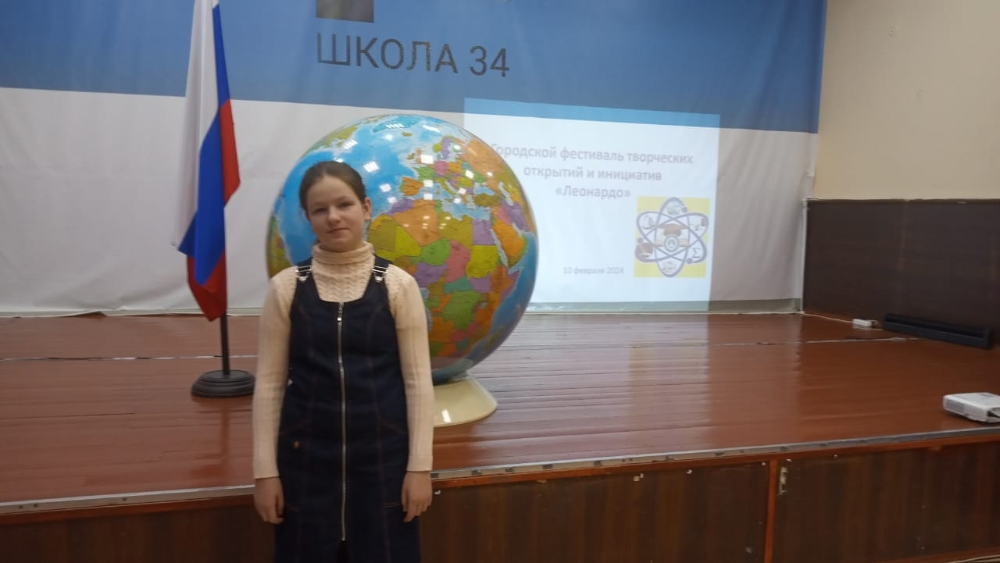 ШКОЛА 34
Городской фестиваль творческих
открытий и инициатив
«Леонардо»
10 февраля 2024
Σ